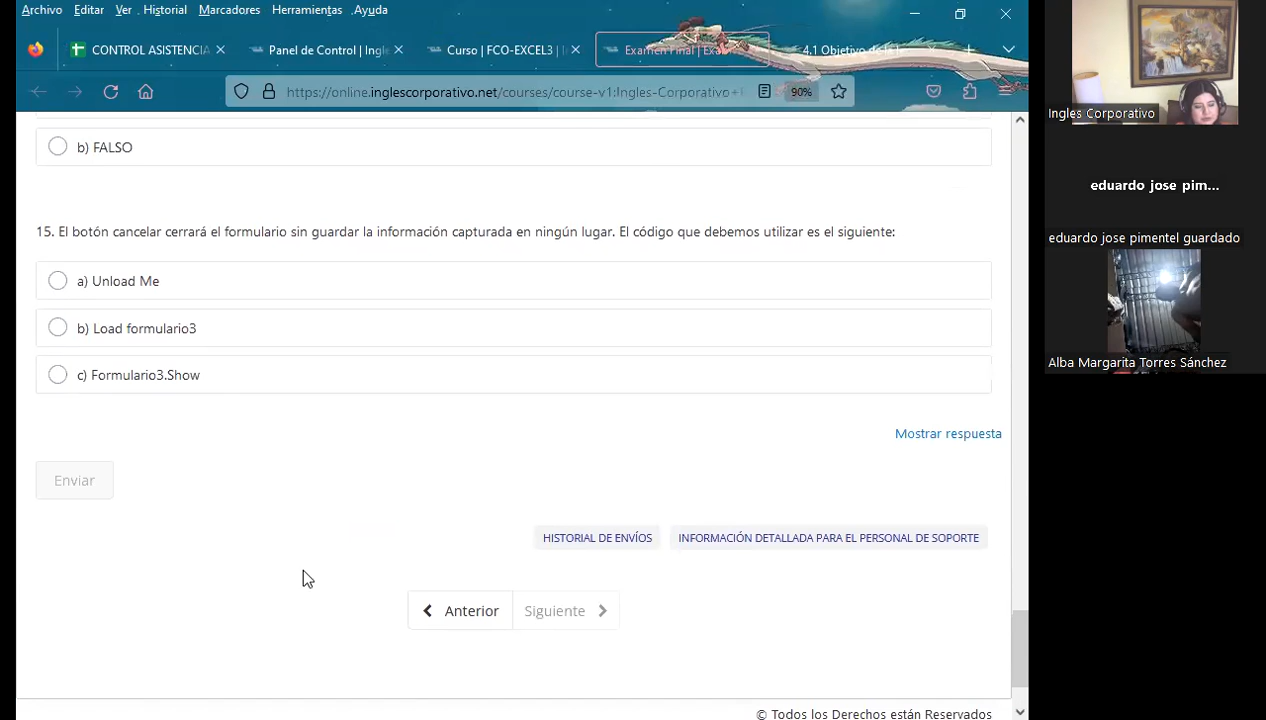 Archivo Editar Ver Historial Marcadores Herramientas Ayuda
CONTROL ASISTENCIA
Panel de Control | Ingle
Curso | FCO-EXCEL3 | I
Examen Final | Exa
4.1 Objetivo de la le
https://online.inglescorporativo.net/courses/course-v1:Ingles-Corporativo+
90%
b) FALSO
15. El botón cancelar cerrará el formulario sin guardar la información capturada en ningún lugar. El código que debemos utilizar es el siguiente:
a) Unload Me
b) Load formulario3
c) Formulario3.Show
Mostrar respuesta
Enviar
HISTORIAL DE ENVÍOS
INFORMACIÓN DETALLADA PARA EL PERSONAL DE SOPORTE
Anterior
Siguiente
© Todos los Derechos están Reservados
Ingles Corporativo
eduardo jose pim...
eduardo jose pimentel guardado
Alba Margarita Torres Sánchez